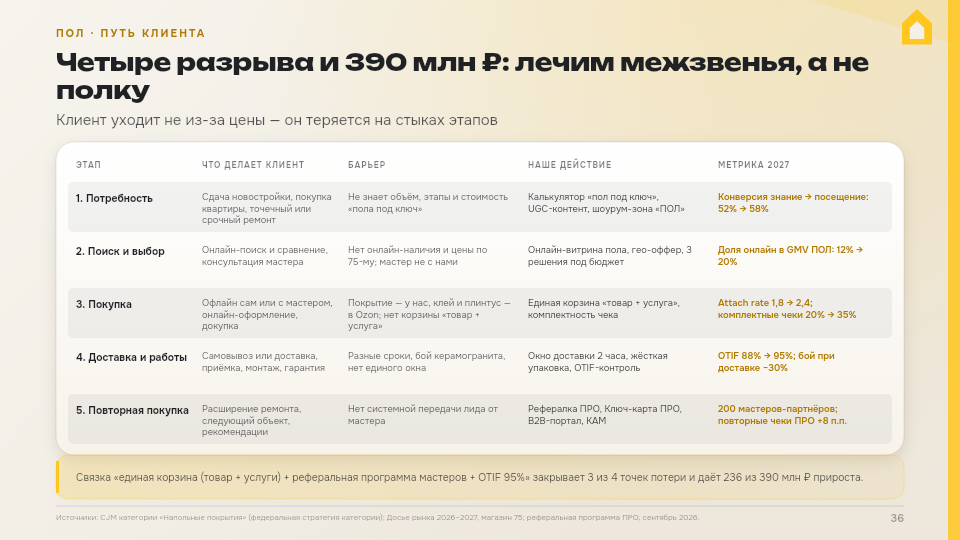 ПОЛ · ПУТЬ КЛИЕНТА
Четыре разрыва и 390 млн ₽: лечим межзвенья, а не
полку
Клиент уходит не из-за цены — он теряется на стыках этапов
ЭТАП
ЧТО ДЕЛАЕТ КЛИЕНТ
БАРЬЕР
НАШЕ ДЕЙСТВИЕ
МЕТРИКА 2027
1. Потребность
Сдача новостройки, покупка
квартиры, точечный или
срочный ремонт
Не знает объём, этапы и стоимость
«пола под ключ»
Калькулятор «пол под ключ»,
UGC-контент, шоурум-зона «ПОЛ»
Конверсия знание → посещение:
52% → 58%
2. Поиск и выбор
Онлайн-поиск и сравнение,
консультация мастера
Нет онлайн-наличия и цены по
75-му; мастер не с нами
Онлайн-витрина пола, гео-оффер, 3
решения под бюджет
Доля онлайн в GMV ПОЛ: 12% →
20%
3. Покупка
Офлайн сам или с мастером,
онлайн-оформление,
докупка
Покрытие — у нас, клей и плинтус —
в Ozon; нет корзины «товар +
услуга»
Единая корзина «товар + услуга»,
комплектность чека
Attach rate 1,8 → 2,4;
комплектные чеки 20% → 35%
4. Доставка и работы
Самовывоз или доставка,
приёмка, монтаж, гарантия
Разные сроки, бой керамогранита,
нет единого окна
Окно доставки 2 часа, жёсткая
упаковка, OTIF-контроль
OTIF 88% → 95%; бой при
доставке −30%
5. Повторная покупка
Расширение ремонта,
следующий объект,
рекомендации
Нет системной передачи лида от
мастера
Рефералка ПРО, Ключ-карта ПРО,
B2B-портал, КАМ
200 мастеров-партнёров;
повторные чеки ПРО +8 п.п.
Связка «единая корзина (товар + услуги) + реферальная программа мастеров + OTIF 95%» закрывает 3 из 4 точек потери и даёт 236 из 390 млн ₽ прироста.
Источники: CJM категории «Напольные покрытия» (федеральная стратегия категории); Досье рынка 2026–2027, магазин 75; реферальная программа ПРО, сентябрь 2026.
36